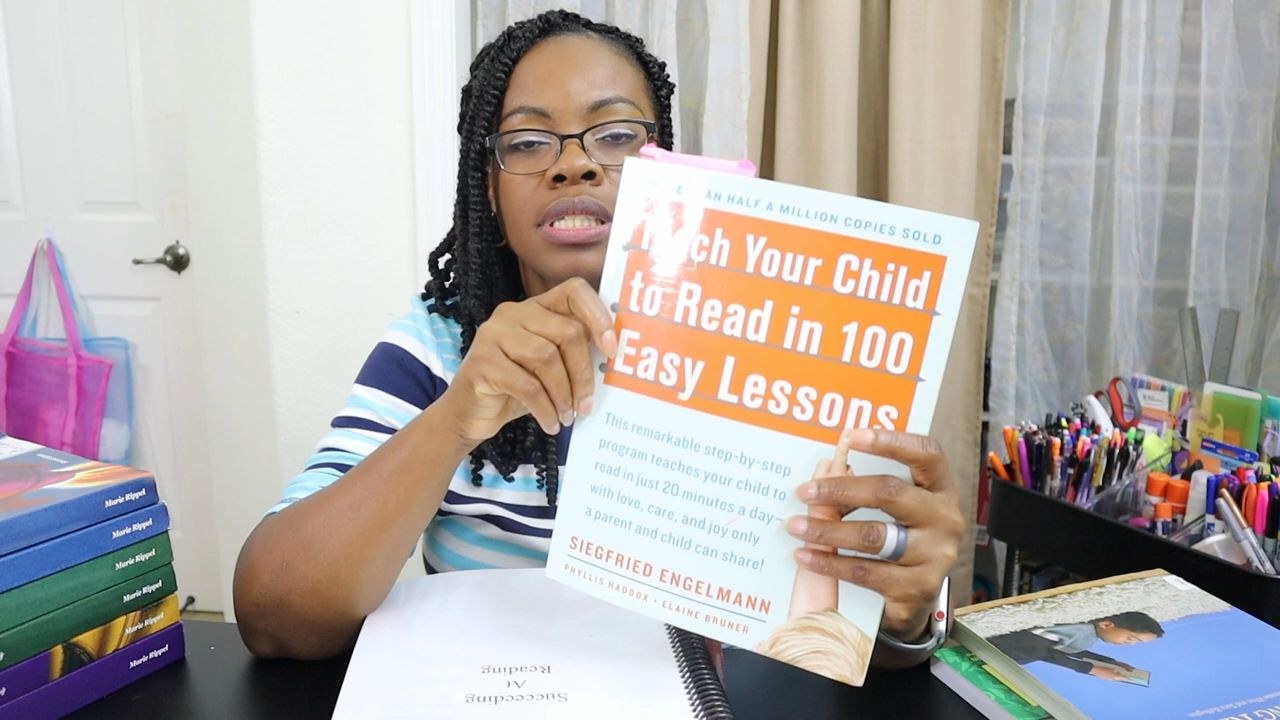 HALF A MILLION COPIES SOLD
Teach Your Child
to Read in 100
Easy Lessons
This remarkable step-by-step
program teaches your child to
read in just 20 minutes a day—
with love, care, and joy only
a parent and child can share!
SIEGFRIED ENGELMANN
PHYLLIS HADDOX • ELAINE BRUNER
Succeeding
At
Reading
Marie Rippel
Marie Rippel
Marie Rippel
Marie Rippel
Marie Rippel
Marie Rippel